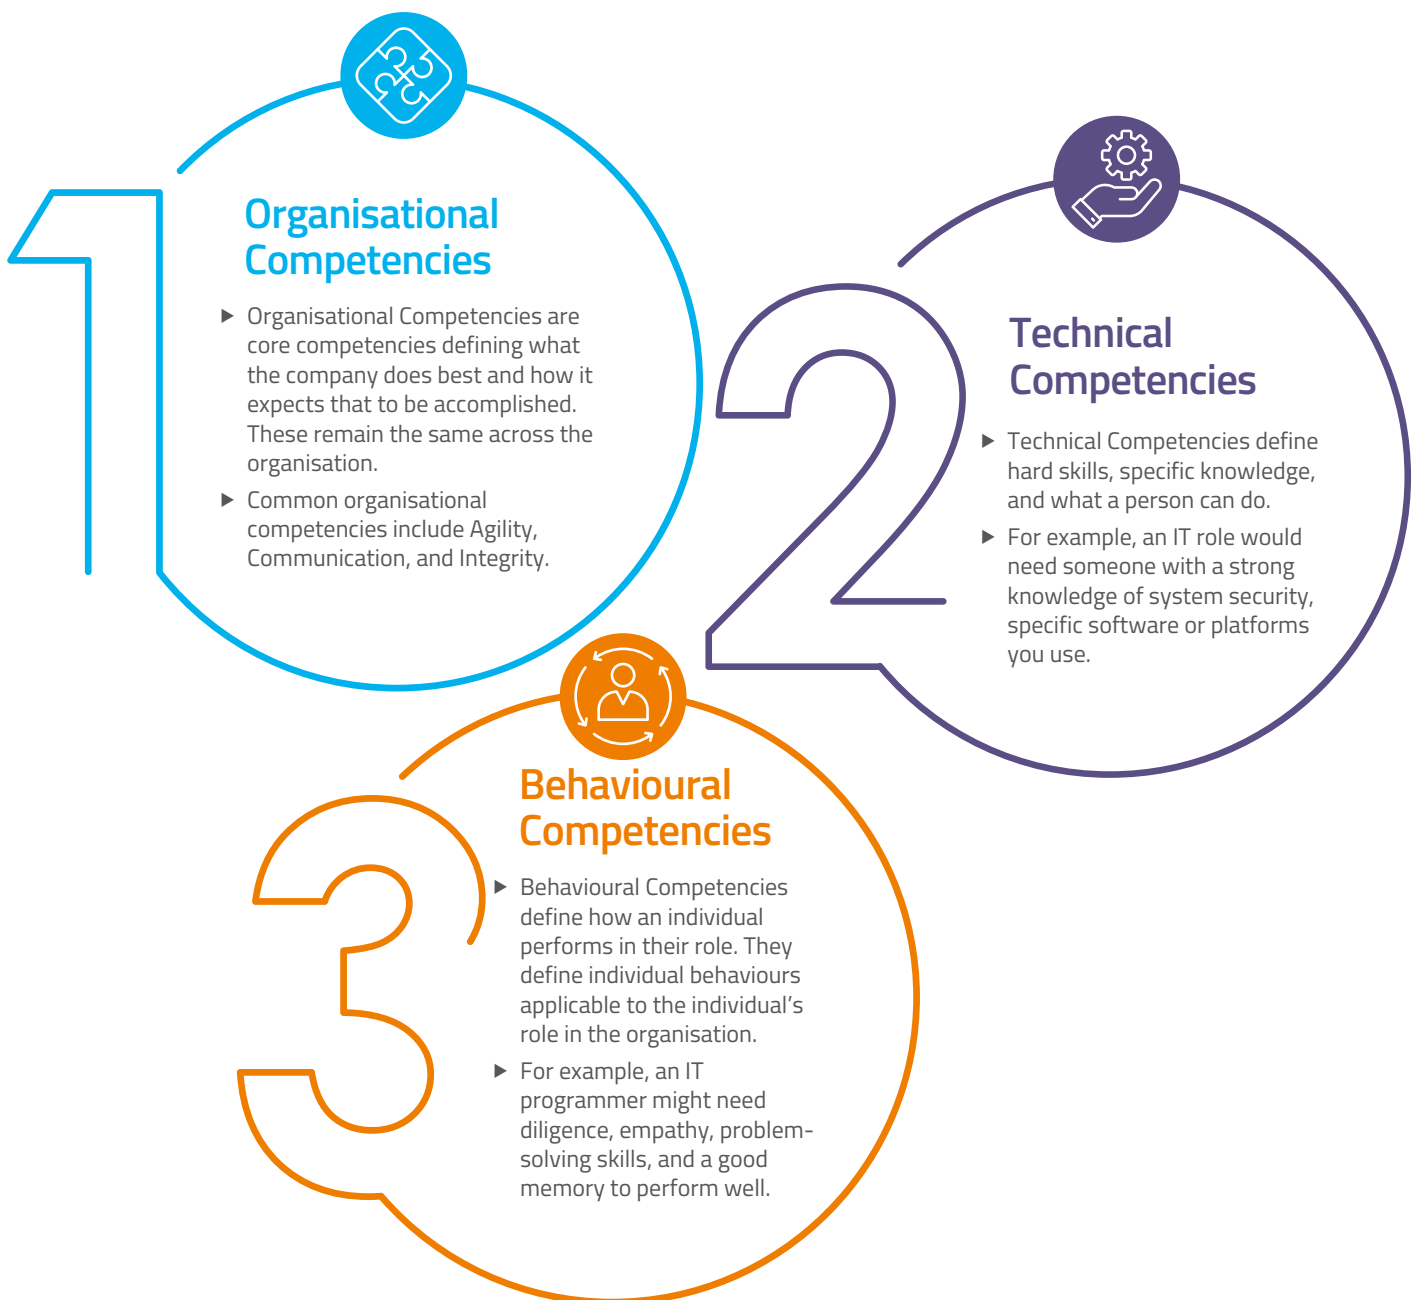 1
Organisational
Competencies
▶ Organisational Competencies are
core competencies defining what
the company does best and how it
expects that to be accomplished.
These remain the same across the
organisation.
▶ Common organisational
competencies include Agility,
Communication, and Integrity.
2
Technical
Competencies
▶ Technical Competencies define
hard skills, specific knowledge,
and what a person can do.
▶ For example, an IT role would
need someone with a strong
knowledge of system security,
specific software or platforms
you use.
3
Behavioural
Competencies
▶ Behavioural Competencies
define how an individual
performs in their role. They
define individual behaviours
applicable to the individual’s
role in the organisation.
▶ For example, an IT
programmer might need
diligence, empathy, problem-
solving skills, and a good
memory to perform well.